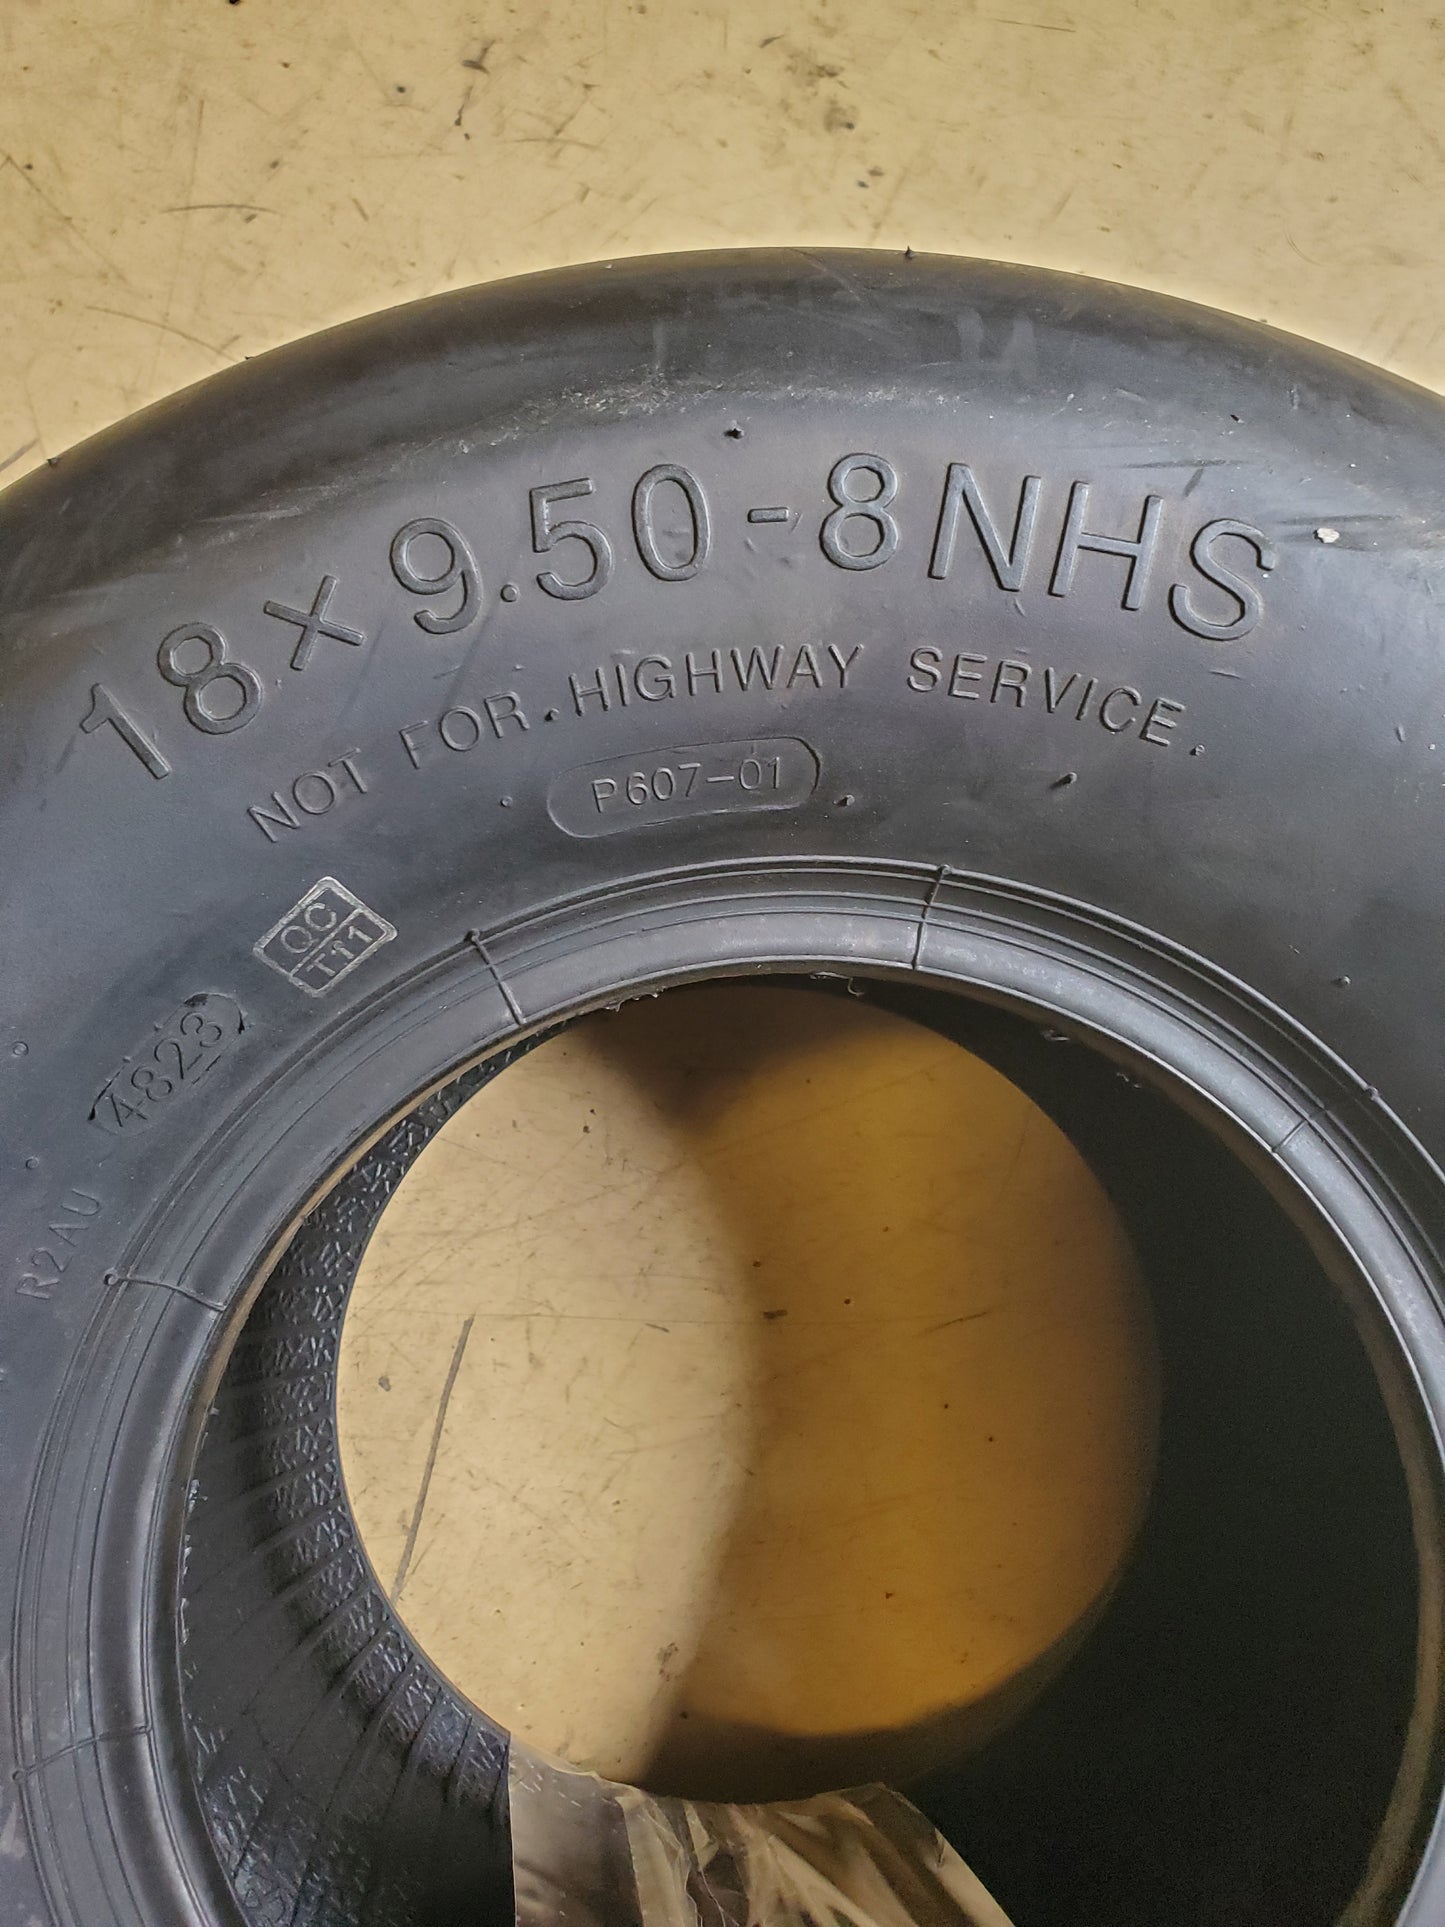 18×9.50-8NHS
NOT FOR HIGHWAY SERVICE.
P607-01
QC
T11
4823
R2AU